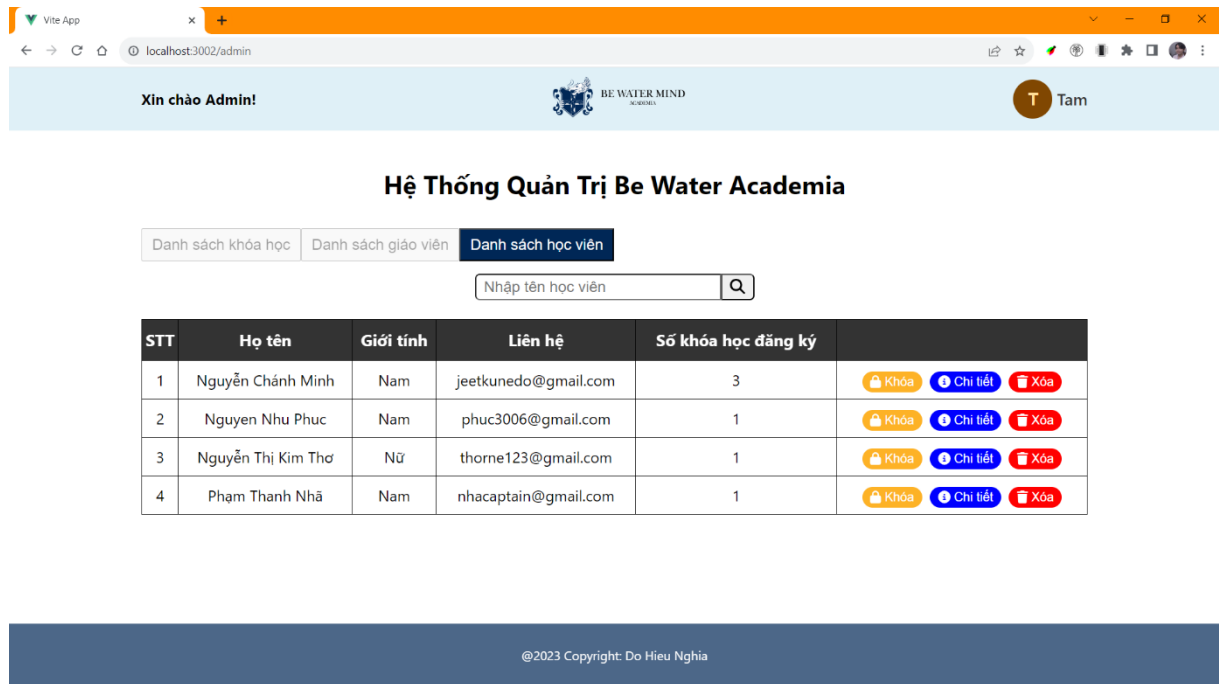 Vite App
localhost:3002/admin
Xin chào Admin!
BE WATER MIND
ACADEMIA
T Tam
Hệ Thống Quản Trị Be Water Academia
Danh sách khóa học Danh sách giáo viên Danh sách học viên
Nhập tên học viên
STT Họ tên Giới tính Liên hệ Số khóa học đăng ký
1 Nguyễn Chánh Minh Nam jeetkunedo@gmail.com 3 Khóa Chi tiết Xóa
2 Nguyen Nhu Phuc Nam phuc3006@gmail.com 1 Khóa Chi tiết Xóa
3 Nguyễn Thị Kim Thơ Nữ thorne123@gmail.com 1 Khóa Chi tiết Xóa
4 Phạm Thanh Nhã Nam nhacaptain@gmail.com 1 Khóa Chi tiết Xóa
@2023 Copyright: Do Hieu Nghia